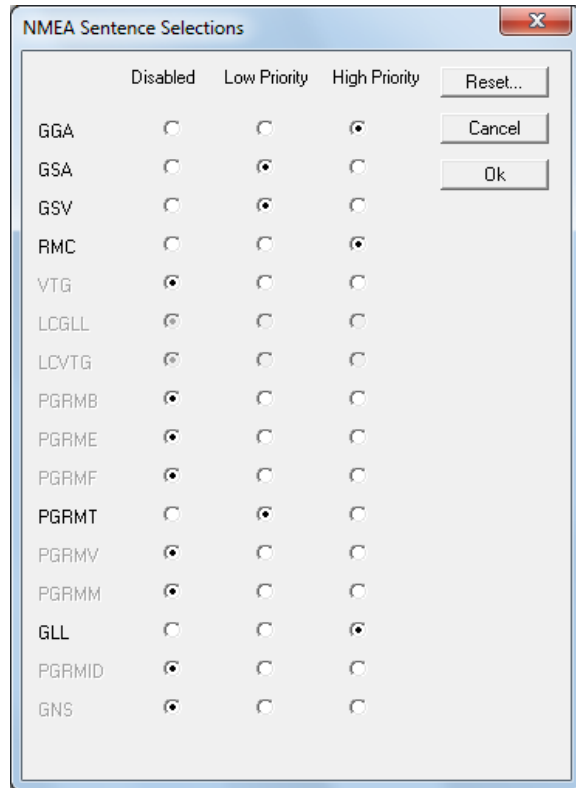 NMEA Sentence Selections
Disabled Low Priority High Priority Reset...
GGA Cancel
GSA Ok
GSV
RMC
VTG
LCGLL
LCVTG
PGRMB
PGRME
PGRMF
PGRMT
PGRMV
PGRMM
GLL
PGRMID
GNS